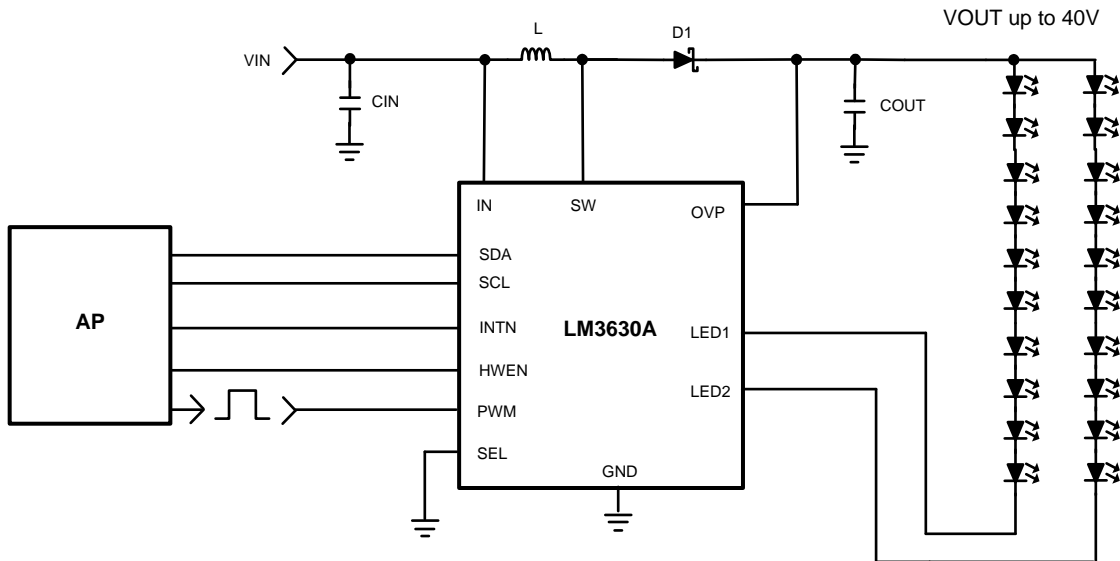 VOUT up to 40V
L
D1
VIN
CIN
COUT
IN
SW
OVP
SDA
SCL
AP
INTN
LM3630A
LED1
HWEN
LED2
PWM
SEL
GND